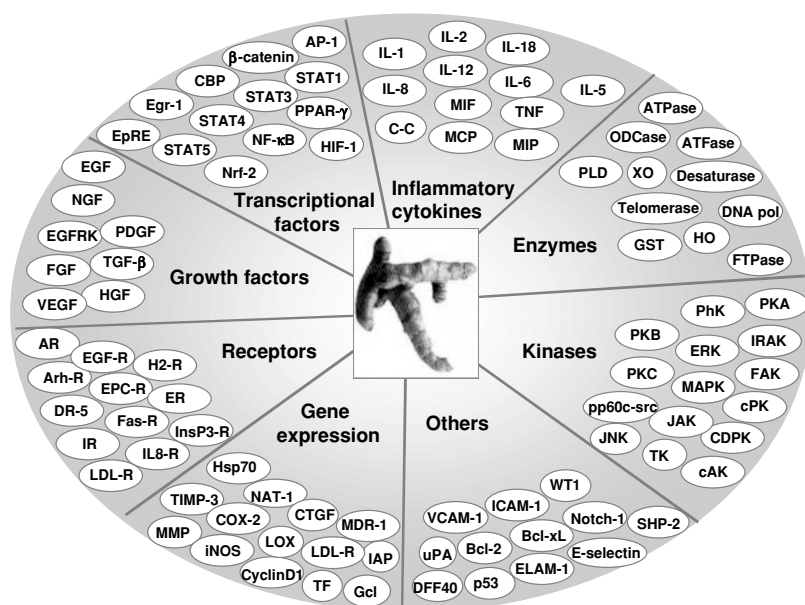 Transcriptional
factors
AP-1
β-catenin
STAT1
CBP
STAT3
PPAR-γ
Egr-1
STAT4
NF-κB
HIF-1
EpRE
STAT5
Nrf-2
Inflammatory
cytokines
IL-1
IL-2
IL-18
IL-12
IL-8
IL-6
IL-5
MIF
TNF
C-C
MCP
MIP
Enzymes
ATPase
ODCase
ATFase
PLD
XO
Desaturase
Telomerase
DNA pol
GST
HO
FTPase
Kinases
PhK
PKA
PKB
ERK
IRAK
PKC
MAPK
FAK
pp60c-src
JAK
cPK
JNK
TK
CDPK
cAK
Others
WT1
VCAM-1
ICAM-1
Notch-1
SHP-2
uPA
Bcl-2
Bcl-xL
E-selectin
DFF40
p53
ELAM-1
Gene
expression
Hsp70
TIMP-3
NAT-1
MMP
COX-2
CTGF
MDR-1
iNOS
LOX
LDL-R
IAP
CyclinD1
TF
Gcl
Receptors
AR
EGF-R
H2-R
Arh-R
EPC-R
ER
DR-5
Fas-R
InsP3-R
IR
IL8-R
LDL-R
Growth factors
EGF
NGF
EGFRK
PDGF
FGF
TGF-β
VEGF
HGF